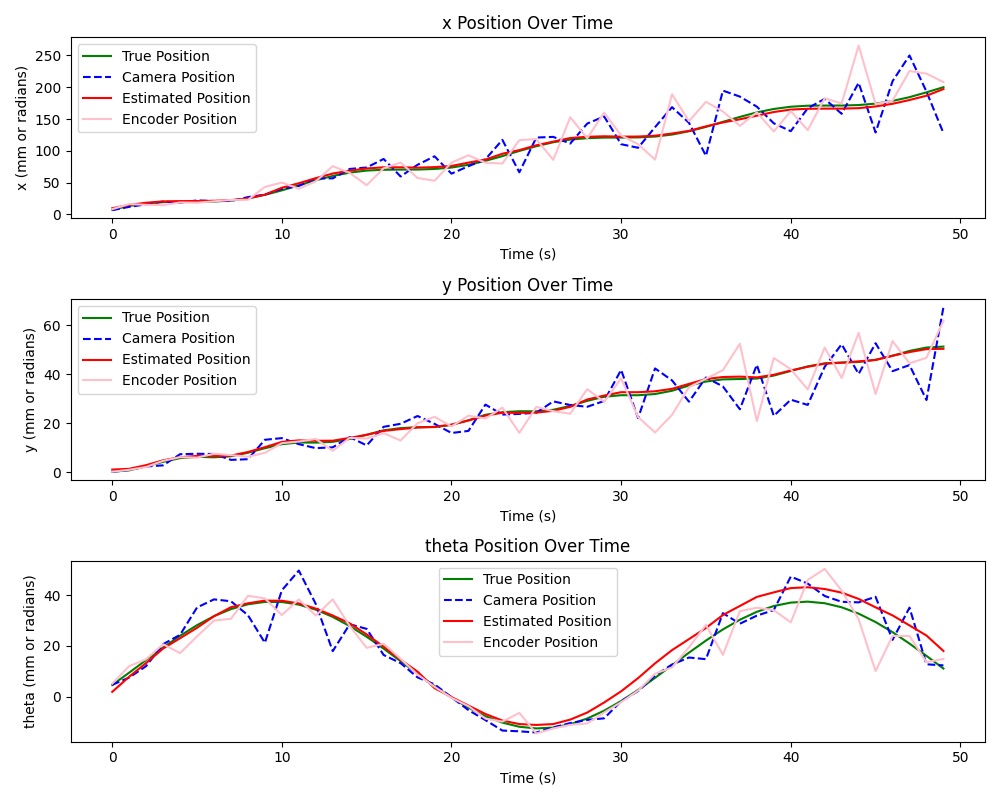 x Position Over Time
x (mm or radians)
250
200
150
100
50
0
True Position
Camera Position
Estimated Position
Encoder Position
0 10 20 30 40 50
Time (s)
y Position Over Time
y (mm or radians)
60
40
20
0
True Position
Camera Position
Estimated Position
Encoder Position
0 10 20 30 40 50
Time (s)
theta Position Over Time
theta (mm or radians)
40
20
0
True Position
Camera Position
Estimated Position
Encoder Position
0 10 20 30 40 50
Time (s)